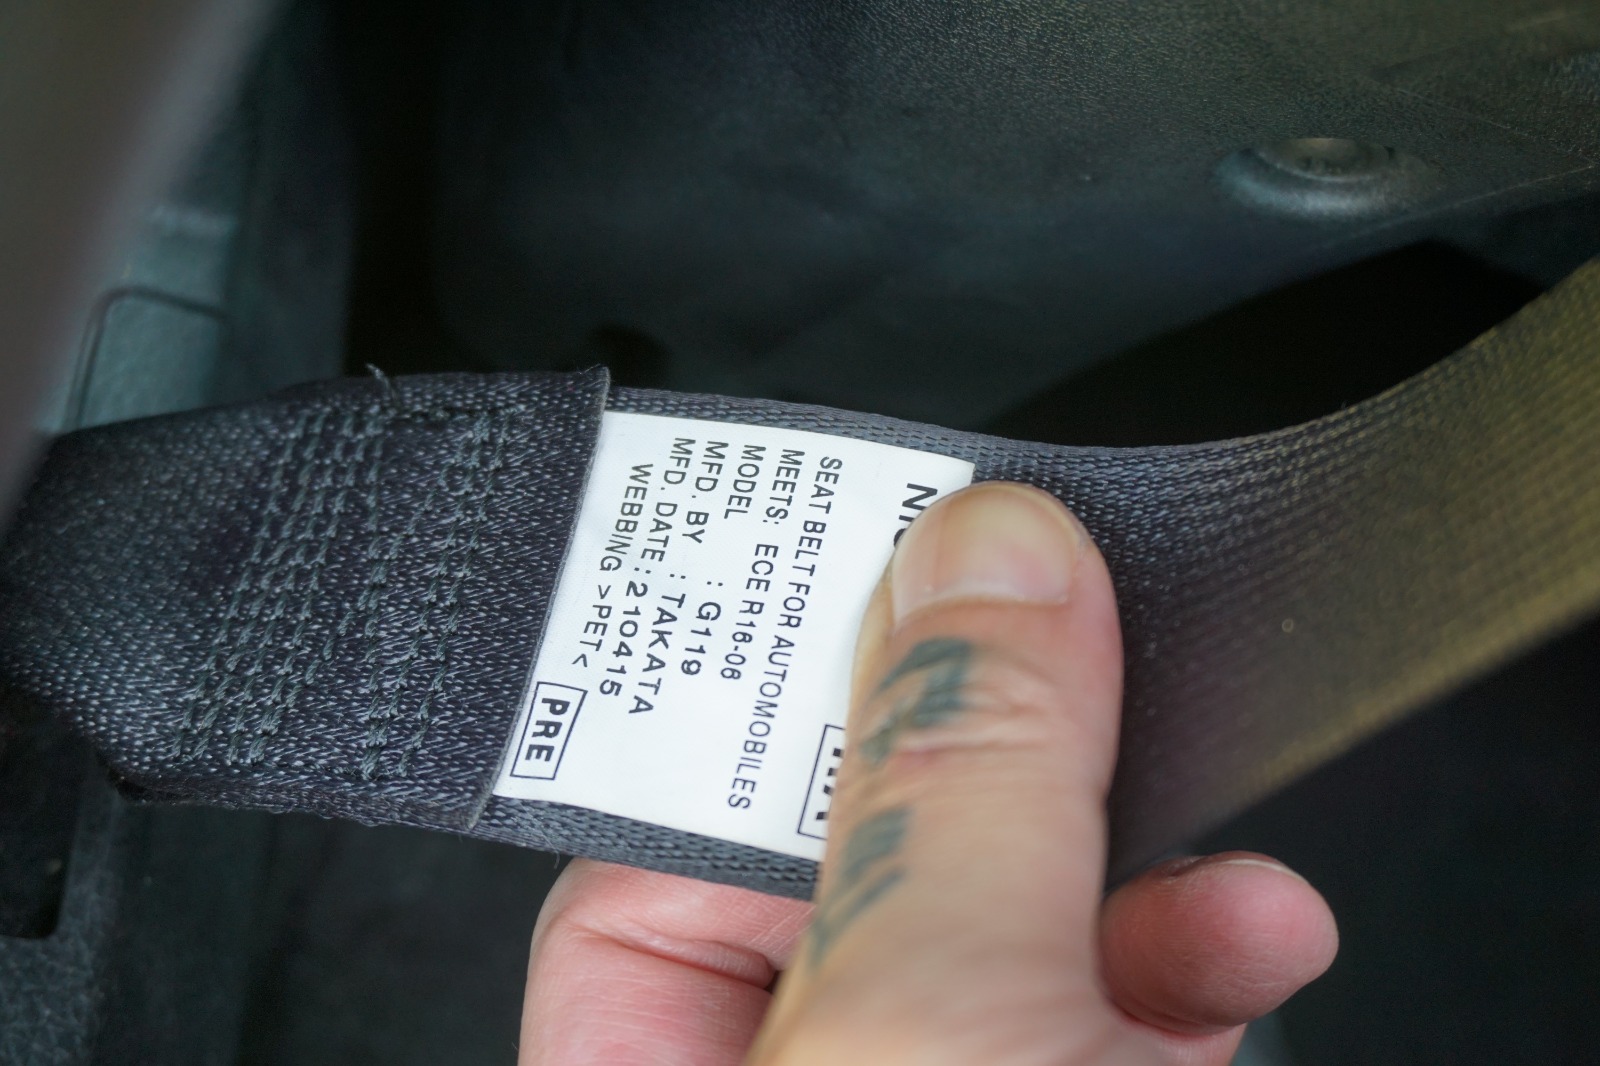 SEAT BELT FOR AUTOMOBILES
MEETS: ECE R16-06
MODEL : G119
MFD. BY : TAKATA
MFD. DATE : 210415
WEBBING >PET<
PRE